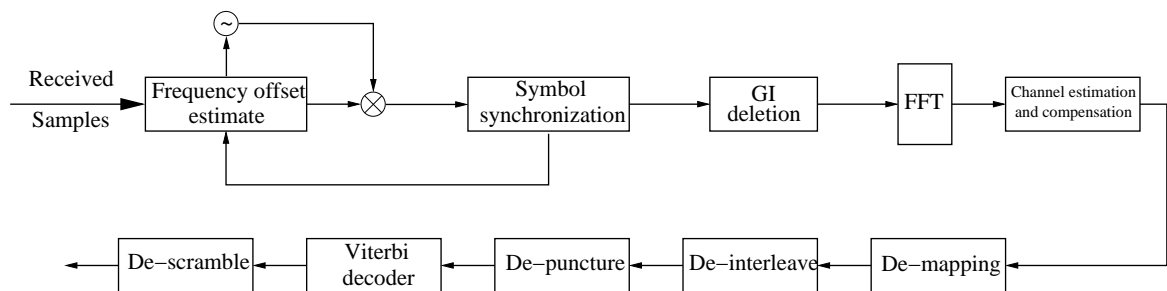 ~
Received
Samples
Frequency offset
estimate
Symbol
synchronization
GI
deletion
FFT
Channel estimation
and compensation
De−scramble
Viterbi
decoder
De−puncture
De−interleave
De−mapping